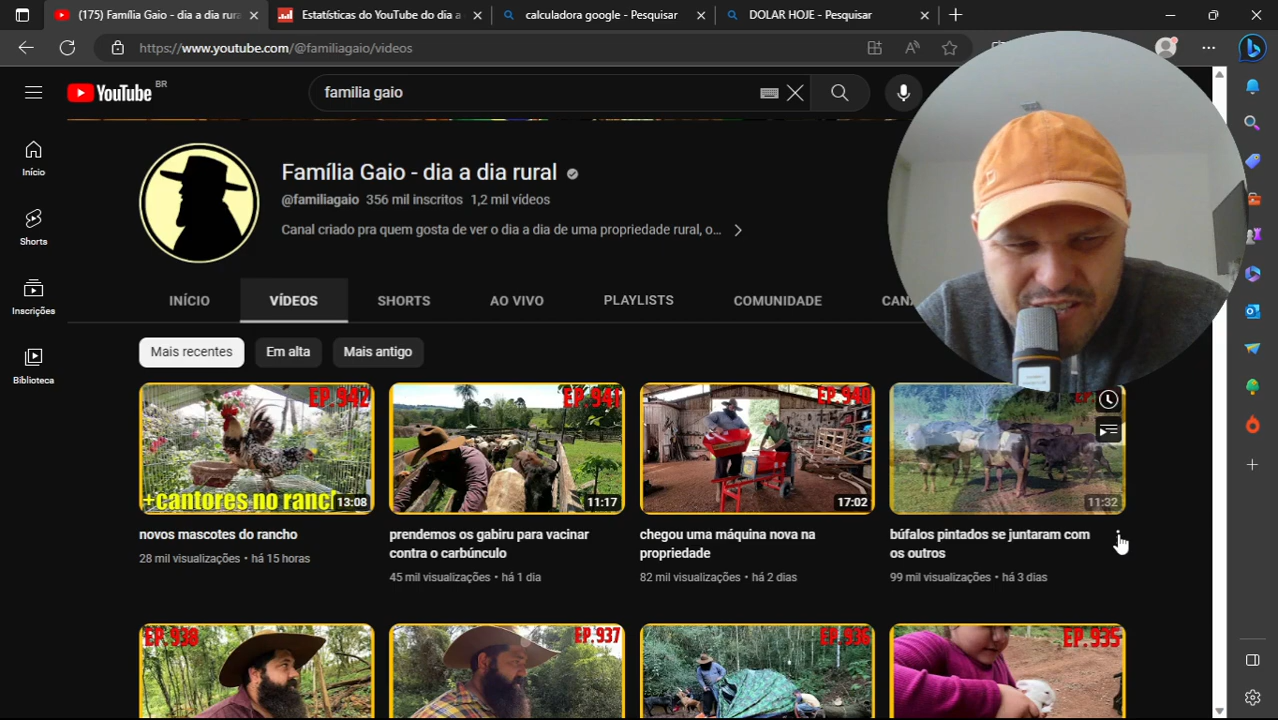 (175) Família Gaio - dia a dia rura
Estatísticas do YouTube do dia a
calculadora google - Pesquisar
DOLAR HOJE - Pesquisar
https://www.youtube.com/@familiagaio/videos
YouTube BR
familia gaio
Início
Shorts
Inscrições
Biblioteca
Família Gaio - dia a dia rural
@familiagaio 356 mil inscritos 1,2 mil vídeos
Canal criado pra quem gosta de ver o dia a dia de uma propriedade rural, o...
INÍCIO VÍDEOS SHORTS AO VIVO PLAYLISTS COMUNIDADE CANA
Mais recentes Em alta Mais antigo
EP. 942
+cantores no ranc
13:08
novos mascotes do rancho
28 mil visualizações • há 15 horas
EP. 941
11:17
prendemos os gabiru para vacinar
contra o carbúnculo
45 mil visualizações • há 1 dia
EP. 940
17:02
chegou uma máquina nova na
propriedade
82 mil visualizações • há 2 dias
11:32
búfalos pintados se juntaram com
os outros
99 mil visualizações • há 3 dias
EP. 938
EP. 937
EP. 936
EP. 935